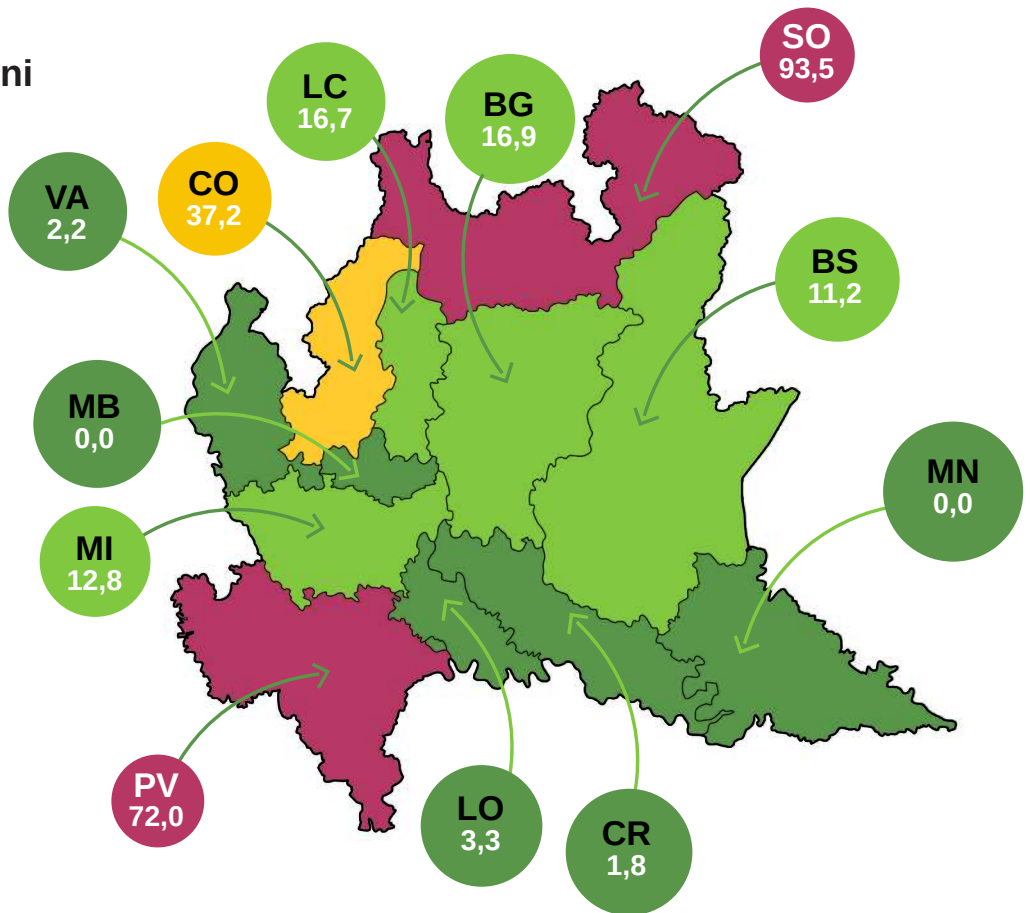 ni
SO
93,5
LC
16,7
BG
16,9
VA
2,2
CO
37,2
BS
11,2
MB
0,0
MN
0,0
MI
12,8
PV
72,0
LO
3,3
CR
1,8